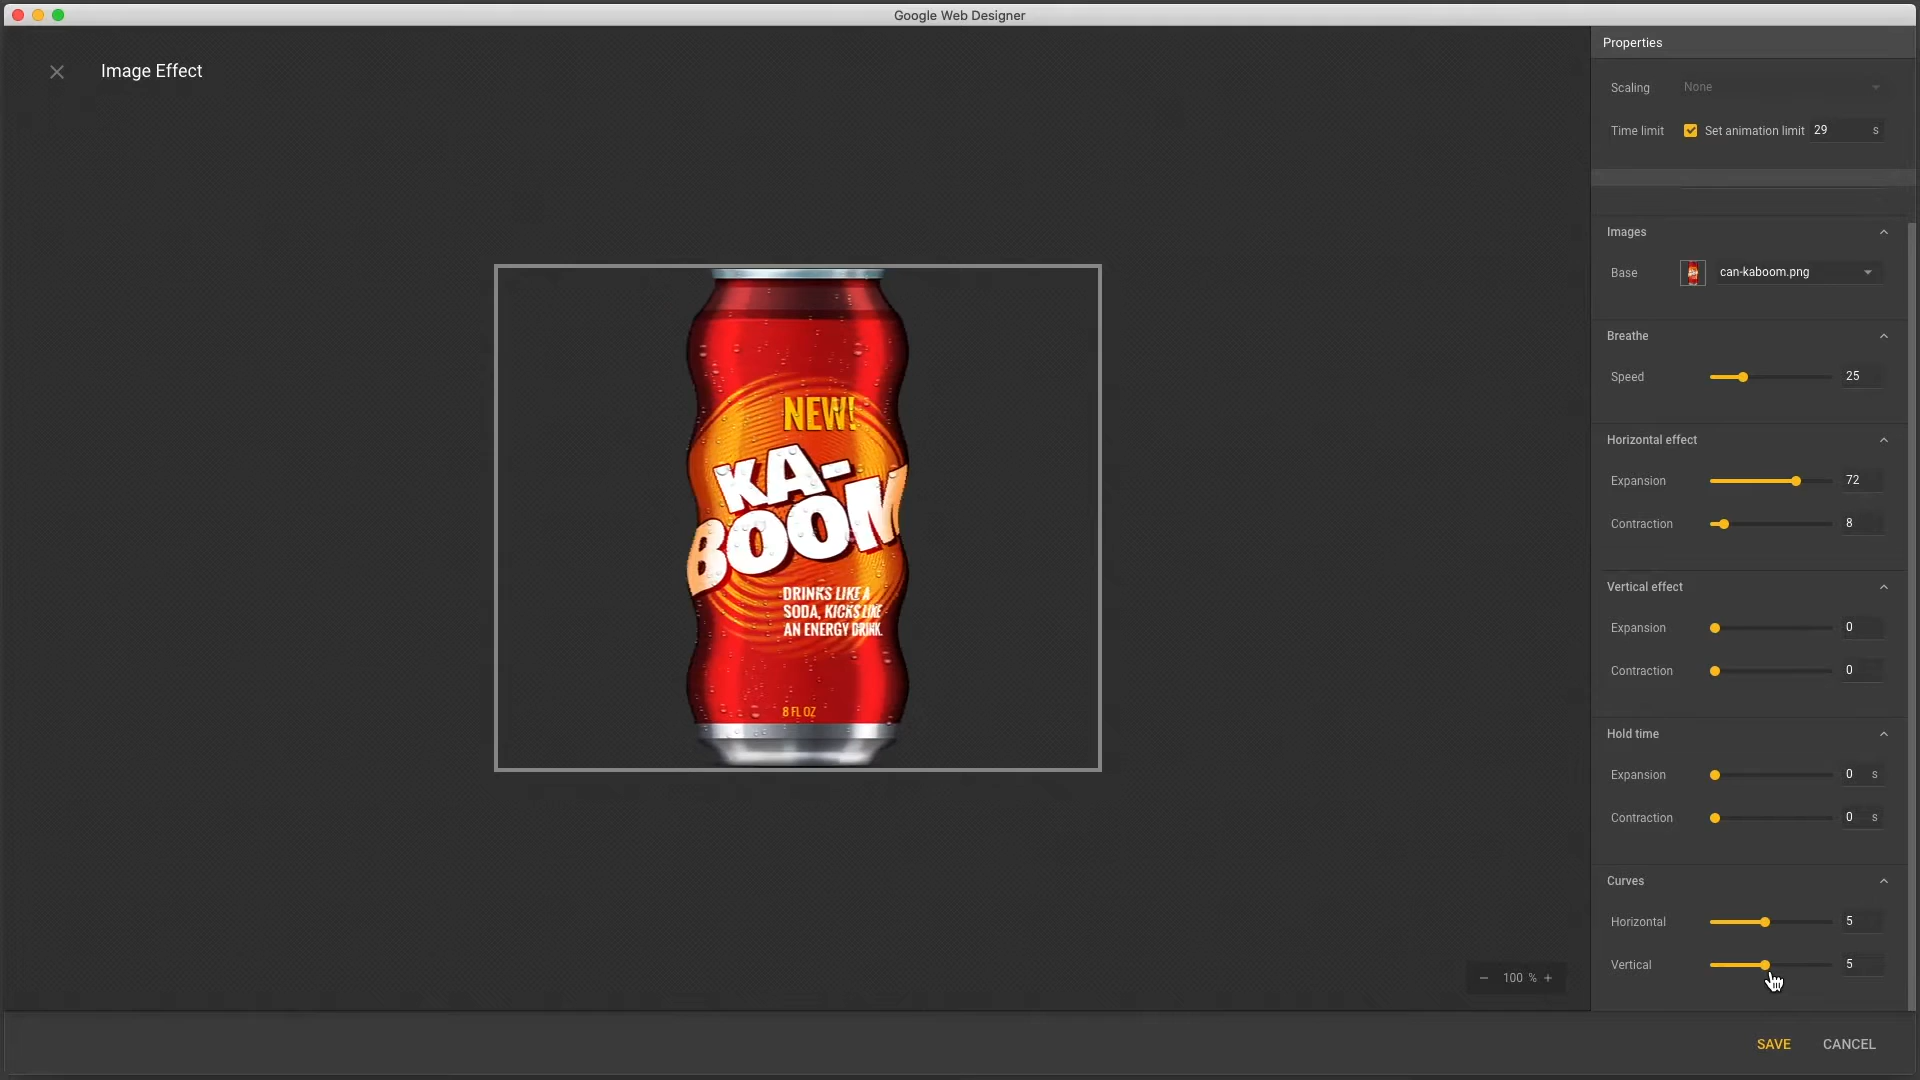 Google Web Designer
Image Effect
Properties
Scaling None
Time limit Set animation limit 29 s
Images
Base can-kaboom.png
Breathe
Speed 25
Horizontal effect
Expansion 72
Contraction 8
Vertical effect
Expansion 0
Contraction 0
Hold time
Expansion 0 s
Contraction 0 s
Curves
Horizontal 5
Vertical 5
NEW!
KA-
BOOM
DRINKS LIKE A
SODA, KICKS LIKE
AN ENERGY DRINK.
8 FL OZ
− 100 % +
SAVE CANCEL